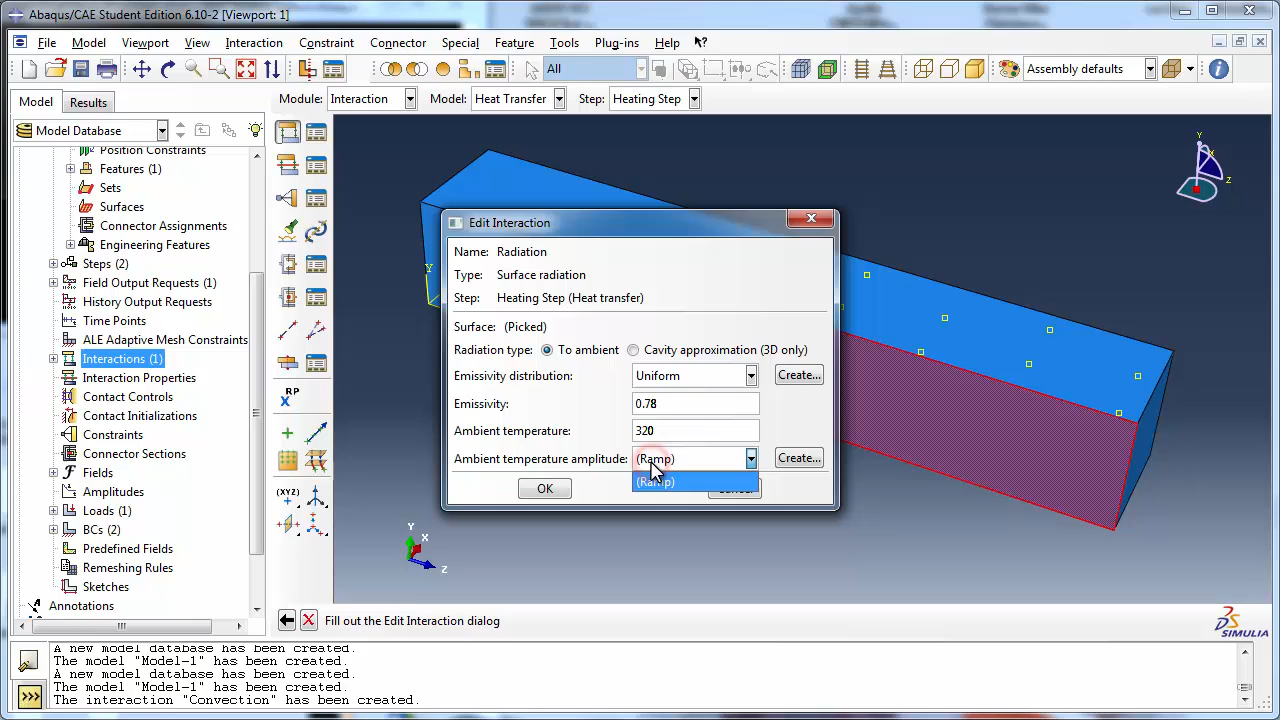 Abaqus/CAE Student Edition 6.10-2 [Viewport: 1]
File Model Viewport View Interaction Constraint Connector Special Feature Tools Plug-ins Help
All
Assembly defaults
Model Results
Module: Interaction Model: Heat Transfer Step: Heating Step
Model Database
Position Constraints
Features (1)
Sets
Surfaces
Connector Assignments
Engineering Features
Steps (2)
Field Output Requests (1)
History Output Requests
Time Points
ALE Adaptive Mesh Constraints
Interactions (1)
Interaction Properties
Contact Controls
Contact Initializations
Constraints
Connector Sections
Fields
Amplitudes
Loads (1)
BCs (2)
Predefined Fields
Remeshing Rules
Sketches
Annotations
RP
(XYZ)
Y
X
Z
Y
Edit Interaction
Name: Radiation
Type: Surface radiation
Step: Heating Step (Heat transfer)
Surface: (Picked)
Radiation type: To ambient Cavity approximation (3D only)
Emissivity distribution: Uniform Create...
Emissivity: 0.78
Ambient temperature: 320
Ambient temperature amplitude: (Ramp) Create...
(Ramp)
OK Cancel
Y
X
Z
Fill out the Edit Interaction dialog
SIMULIA
A new model database has been created.
The model "Model-1" has been created.
A new model database has been created.
The model "Model-1" has been created.
The interaction "Convection" has been created.
>>>